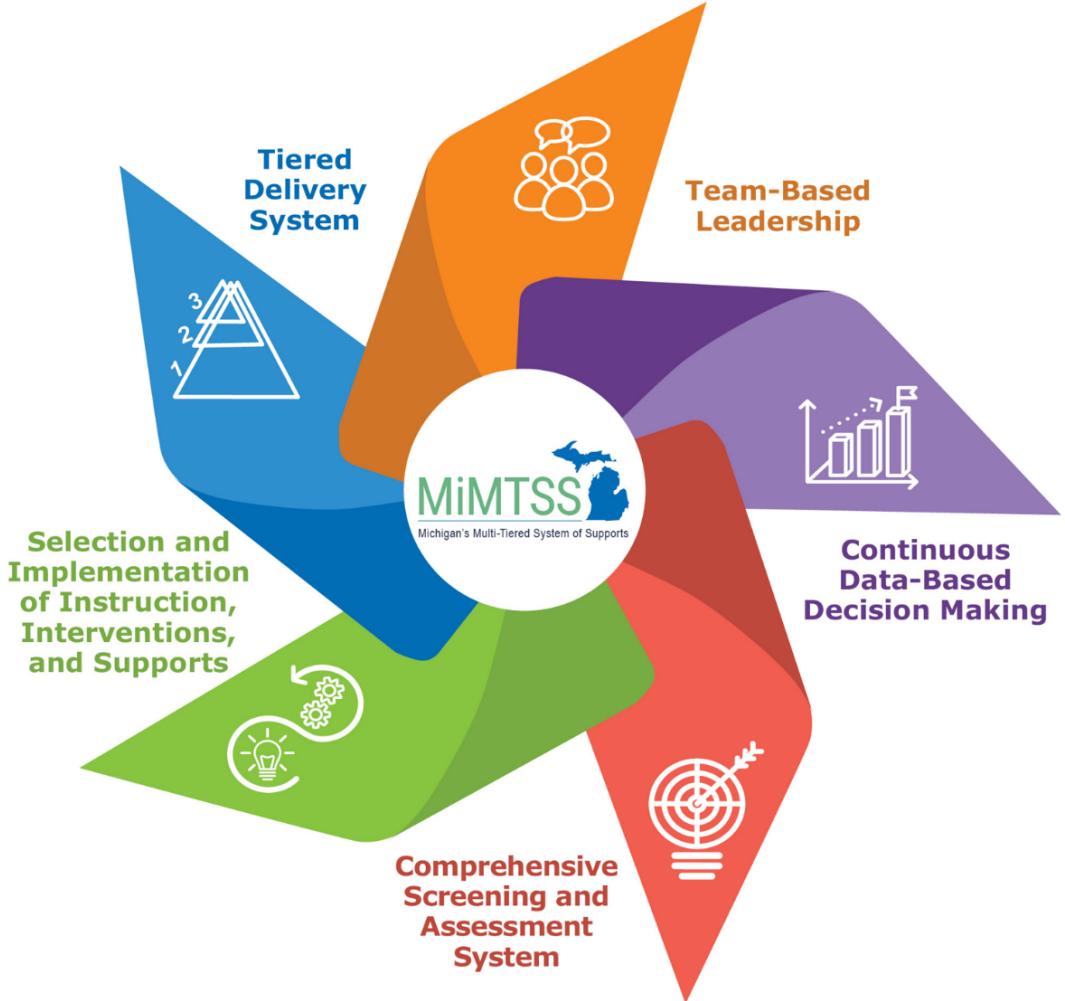 Tiered
Delivery
System
Team-Based
Leadership
3
2
1
MiMTSS
Michigan's Multi-Tiered System of Supports
Selection and
Implementation
of Instruction,
Interventions,
and Supports
Continuous
Data-Based
Decision Making
Comprehensive
Screening and
Assessment
System